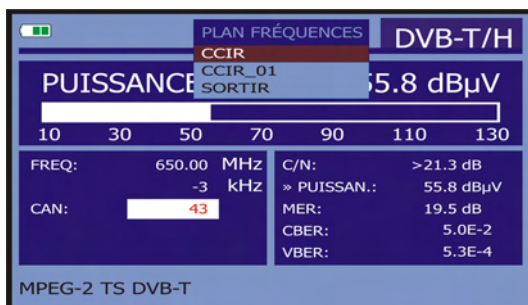 PLAN FRÉQUENCES
DVB-T/H
CCIR
CCIR_01
SORTIR
PUISSANCE 55.8 dBµV
10 30 50 70 90 110 130
FREQ: 650.00 MHz
-3 kHz
CAN: 43
C/N: >21.3 dB
» PUISSAN.: 55.8 dBµV
MER: 19.5 dB
CBER: 5.0E-2
VBER: 5.3E-4
MPEG-2 TS DVB-T